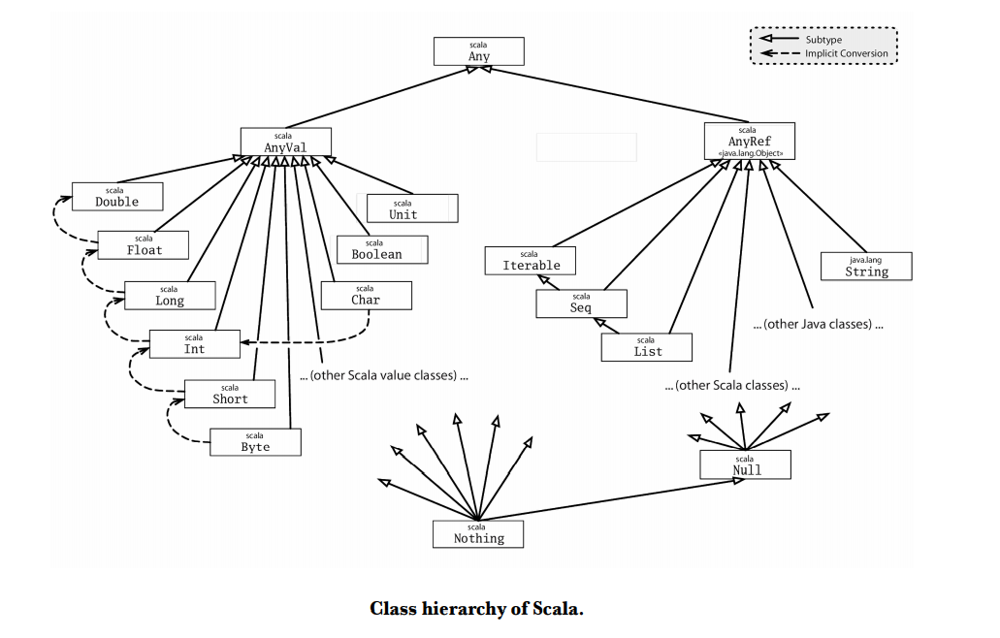 scala
Any
Subtype
Implicit Conversion
scala
AnyVal
scala
AnyRef
«java.lang.Object»
scala
Double
scala
Unit
scala
Float
scala
Boolean
scala
Iterable
java.lang
String
scala
Long
scala
Char
scala
Seq
... (other Java classes) ...
scala
Int
scala
List
... (other Scala value classes) ...
scala
Short
... (other Scala classes) ...
scala
Byte
scala
Null
scala
Nothing
Class hierarchy of Scala.